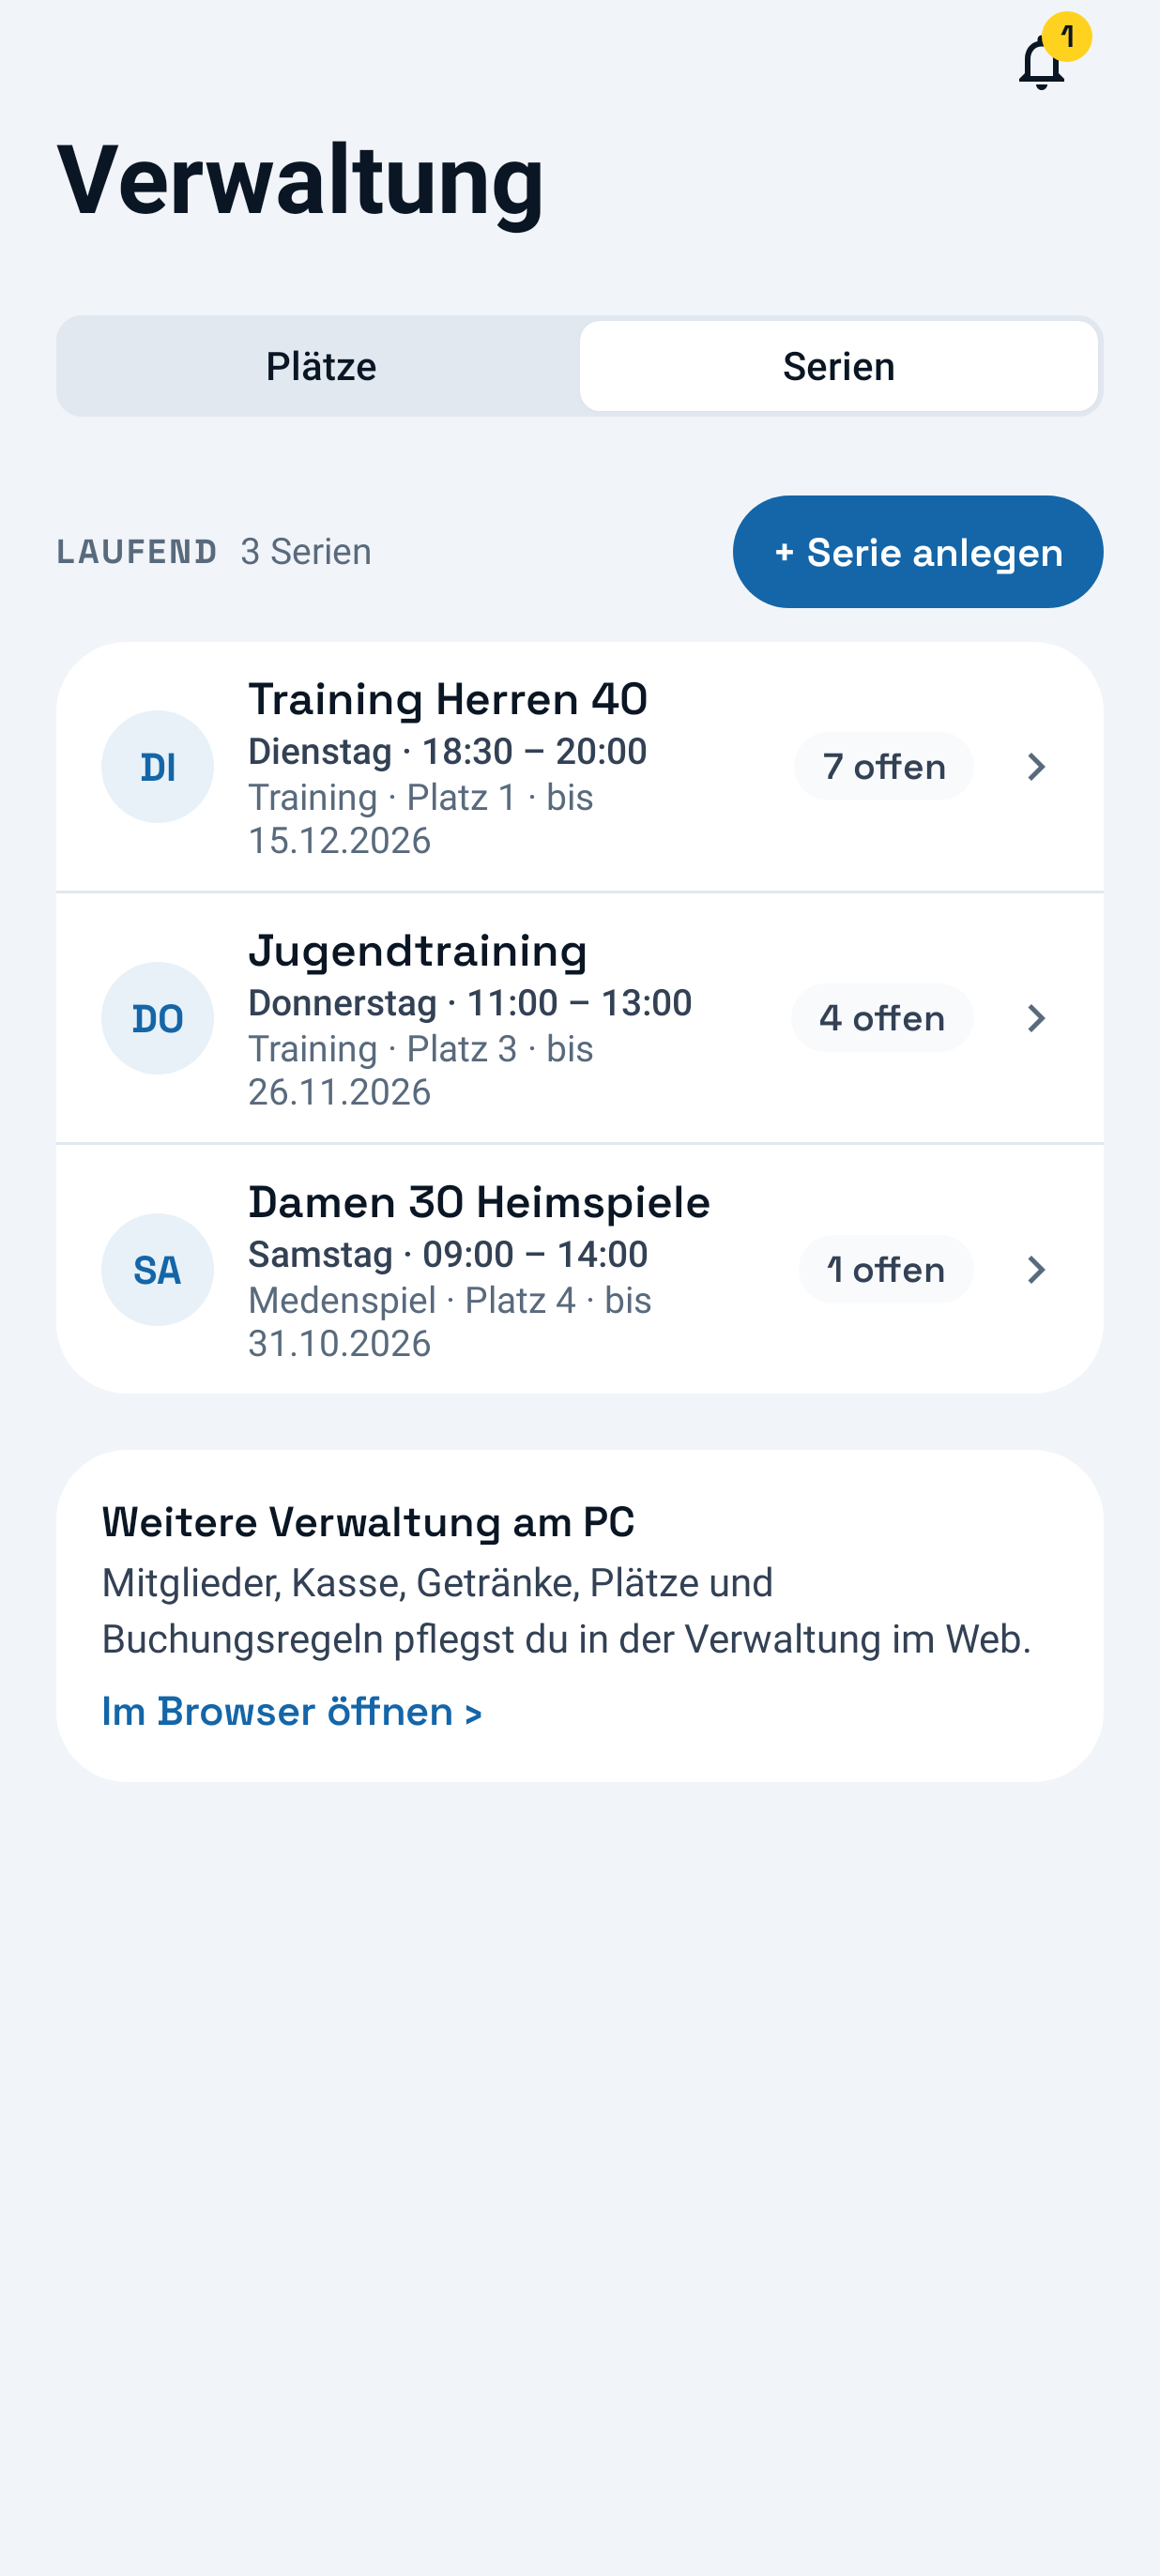 1
Verwaltung
Plätze
Serien
LAUFEND 3 Serien
+ Serie anlegen
DI
Training Herren 40
Dienstag · 18:30 – 20:00
Training · Platz 1 · bis
15.12.2026
7 offen
DO
Jugendtraining
Donnerstag · 11:00 – 13:00
Training · Platz 3 · bis
26.11.2026
4 offen
SA
Damen 30 Heimspiele
Samstag · 09:00 – 14:00
Medenspiel · Platz 4 · bis
31.10.2026
1 offen
Weitere Verwaltung am PC
Mitglieder, Kasse, Getränke, Plätze und
Buchungsregeln pflegst du in der Verwaltung im Web.
Im Browser öffnen >